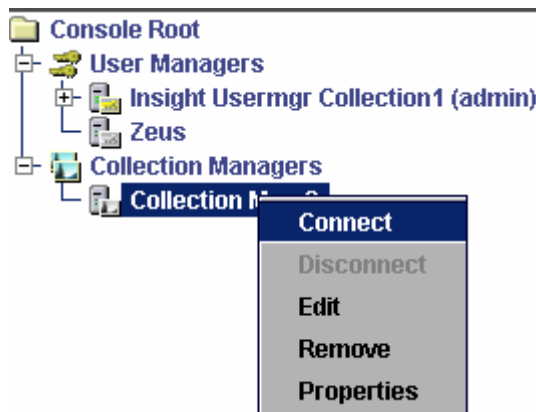 Console Root
User Managers
Insight Usermgr Collection1 (admin)
Zeus
Collection Managers
Collection
Connect
Disconnect
Edit
Remove
Properties